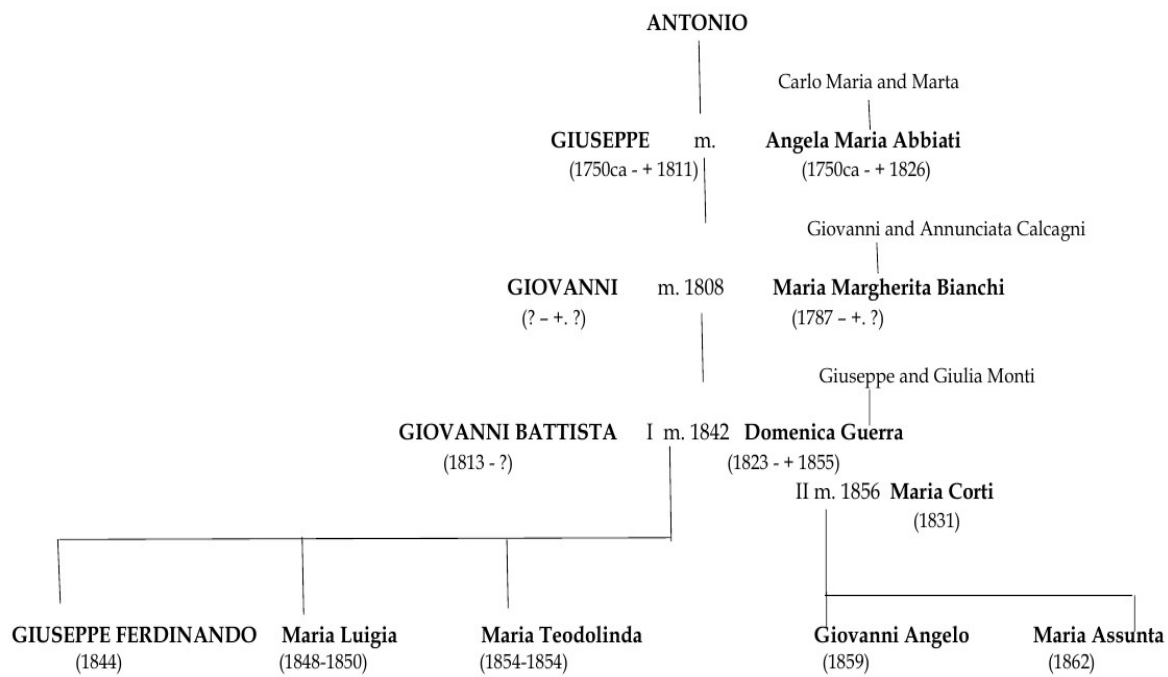 ANTONIO
Carlo Maria and Marta
GIUSEPPE m. Angela Maria Abbiati
(1750ca - + 1811) (1750ca - + 1826)
Giovanni and Annunciata Calcagni
GIOVANNI m. 1808 Maria Margherita Bianchi
(? – +. ?) (1787 – +. ?)
Giuseppe and Giulia Monti
GIOVANNI BATTISTA I m. 1842 Domenica Guerra
(1813 - ?) (1823 - + 1855)
II m. 1856 Maria Corti
(1831)
GIUSEPPE FERDINANDO Maria Luigia Maria Teodolinda Giovanni Angelo Maria Assunta
(1844) (1848-1850) (1854-1854) (1859) (1862)